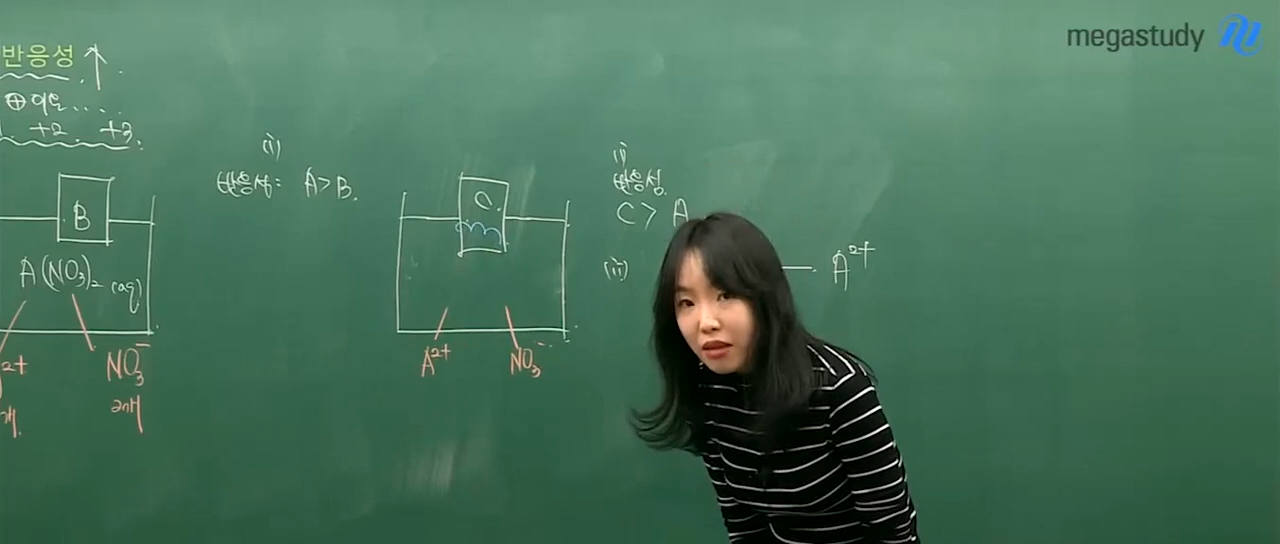 megastudy
반응성 ↑
⊕이온....
+2 +3
B
A(NO₃)₂ (aq)
2+
NO₃⁻
2개
개
(i)
반응성: A>B.
C
A²⁺
NO₃⁻
(i)
반응성
C > A
(ii)
A²⁺